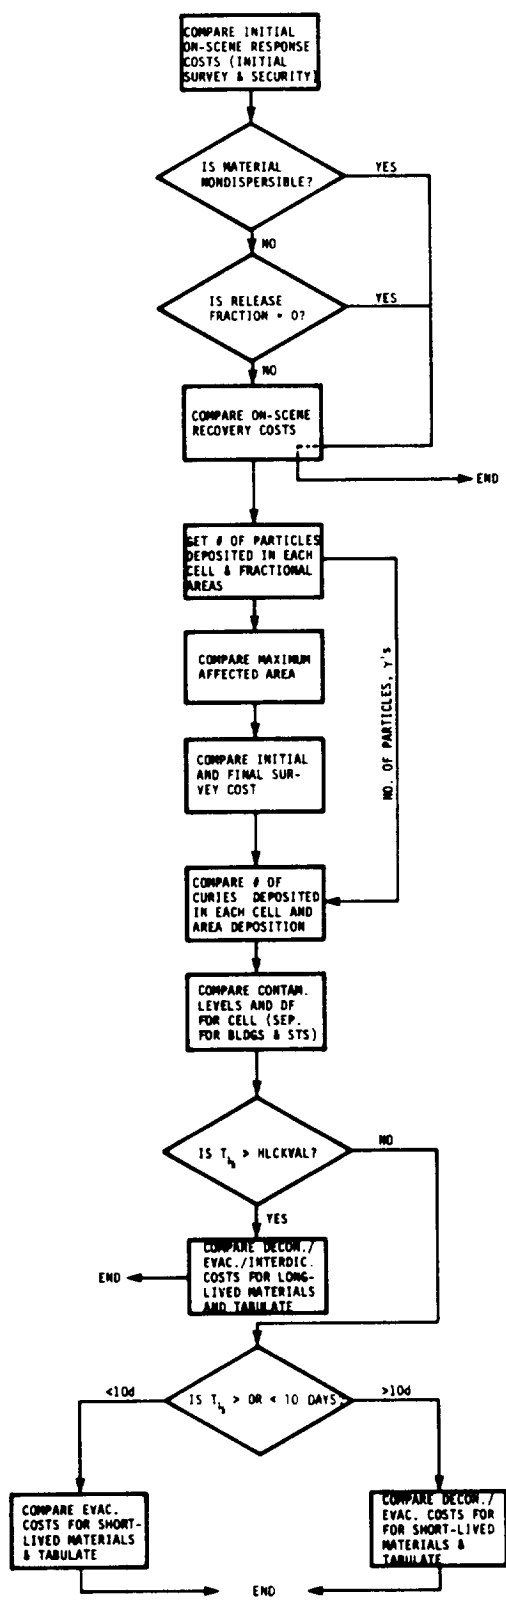 COMPARE INITIAL
ON-SCENE RESPONSE
COSTS (INITIAL
SURVEY & SECURITY)
IS MATERIAL
NONDISPERSIBLE?
YES
NO
IS RELEASE
FRACTION = 0?
YES
NO
COMPARE ON-SCENE
RECOVERY COSTS
END
GET # OF PARTICLES
DEPOSITED IN EACH
CELL & FRACTIONAL
AREAS
COMPARE MAXIMUM
AFFECTED AREA
NO. OF PARTICLES, γ's
COMPARE INITIAL
AND FINAL SUR-
VEY COST
COMPARE # OF
CURIES DEPOSITED
IN EACH CELL AND
AREA DEPOSITION
COMPARE CONTAM.
LEVELS AND DF
FOR CELL (SEP.
FOR BLDGS & STS)
IS T½ > HLCKVAL?
NO
YES
COMPARE DECON./
EVAC./INTERDIC.
COSTS FOR LONG-
LIVED MATERIALS
AND TABULATE
END
IS T½ > OR < 10 DAYS?
<10d
>10d
COMPARE EVAC.
COSTS FOR SHORT-
LIVED MATERIALS
& TABULATE
COMPARE DECON./
EVAC. COSTS FOR
FOR SHORT-LIVED
MATERIALS &
TABULATE
END